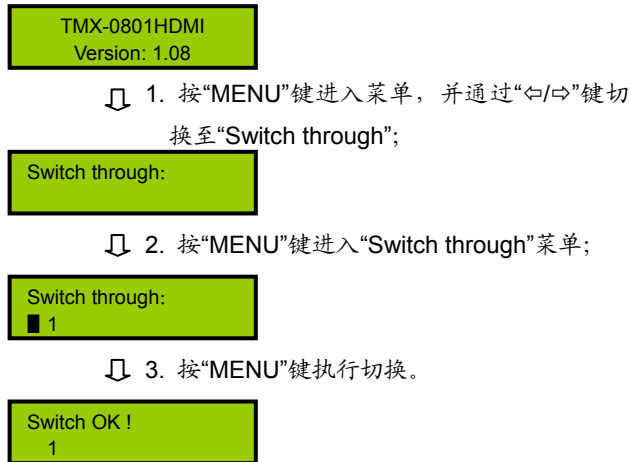 TMX-0801HDMI
Version: 1.08
1. 按“MENU”键进入菜单，并通过“⇦/⇨”键切
换至“Switch through”;
Switch through:
2. 按“MENU”键进入“Switch through”菜单;
Switch through:
1
3. 按“MENU”键执行切换。
Switch OK !
1